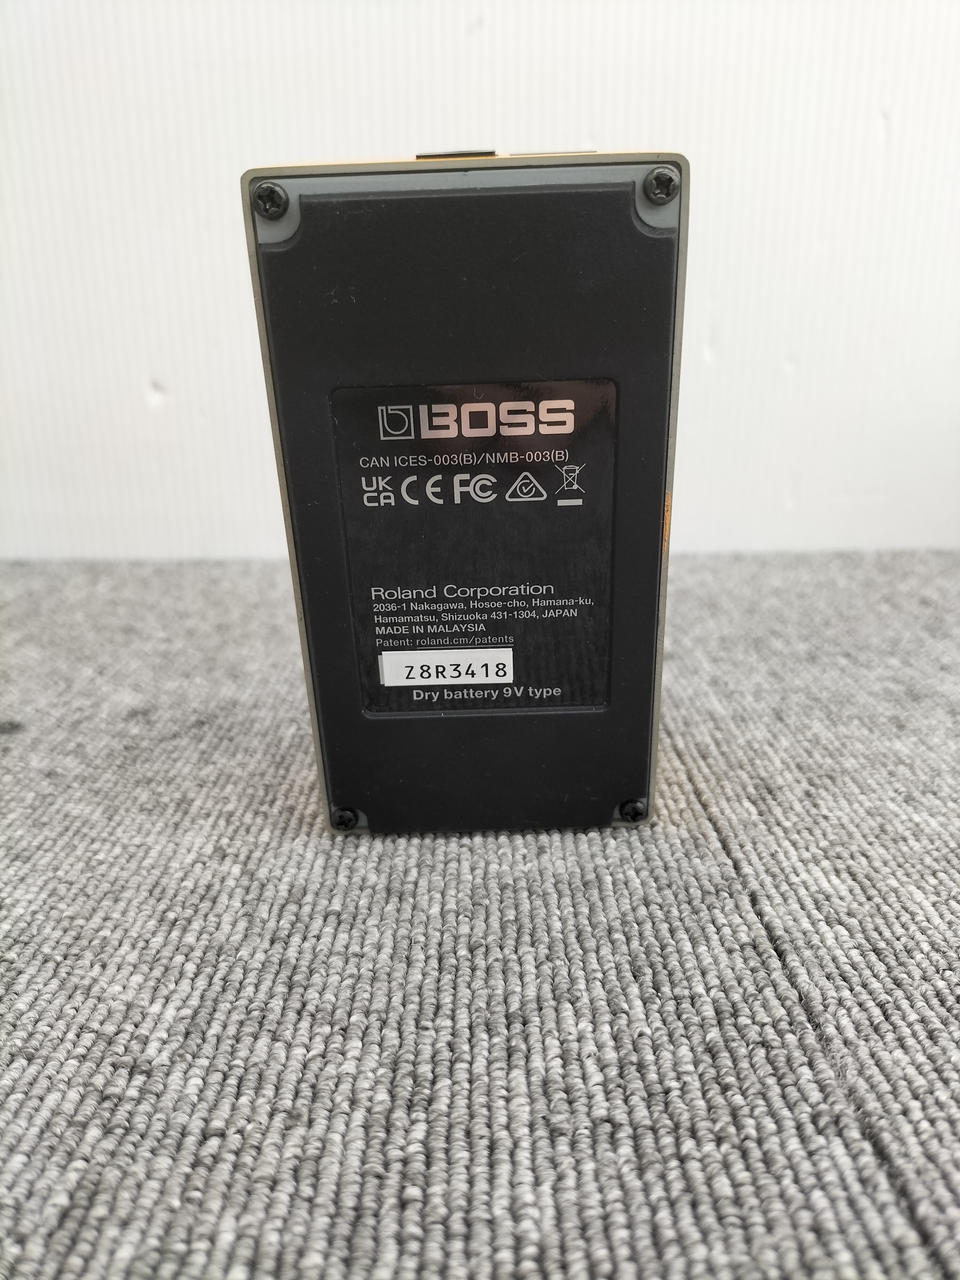 BOSS
CAN ICES-003(B)/NMB-003(B)
UK CA CE FC
Roland Corporation
2036-1 Nakagawa, Hosoe-cho, Hamana-ku,
Hamamatsu, Shizuoka 431-1304, JAPAN
MADE IN MALAYSIA
Patent: roland.cm/patents
Z8R3418
Dry battery 9V type